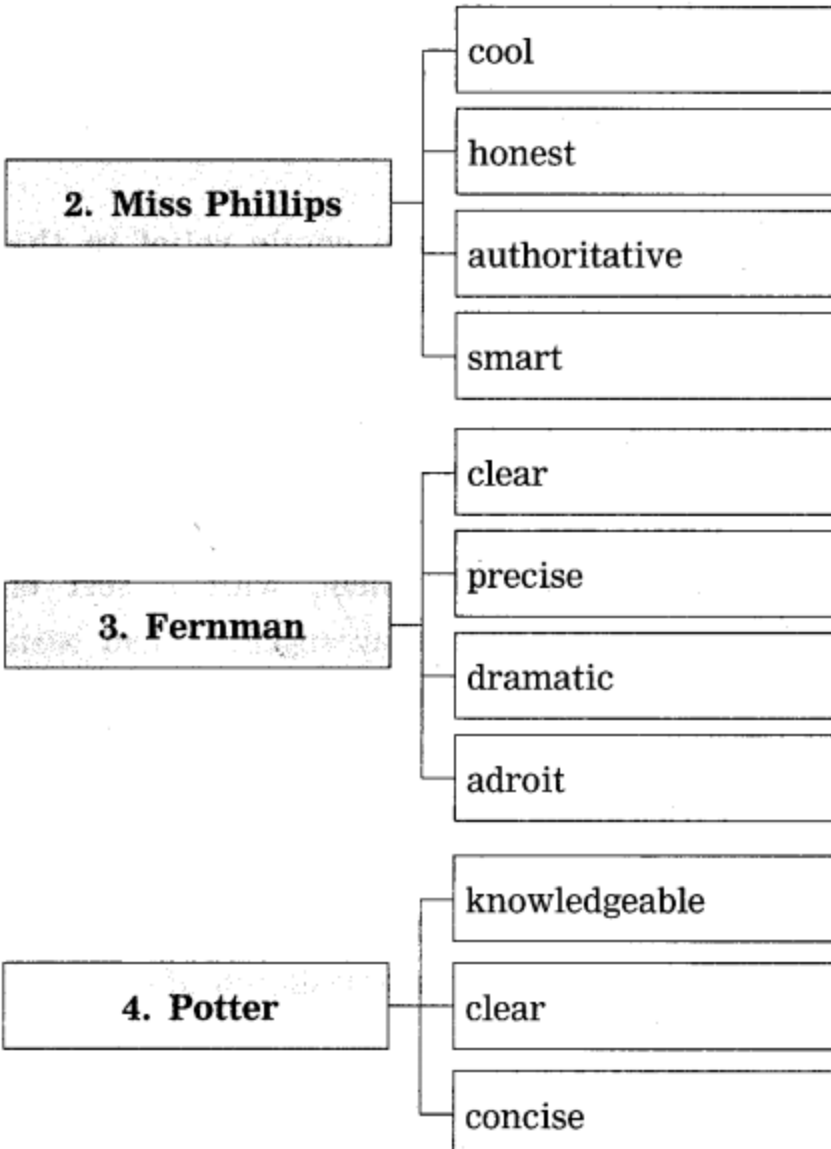 cool
honest
2. Miss Phillips
authoritative
smart
clear
precise
3. Fernman
dramatic
adroit
knowledgeable
4. Potter
clear
concise